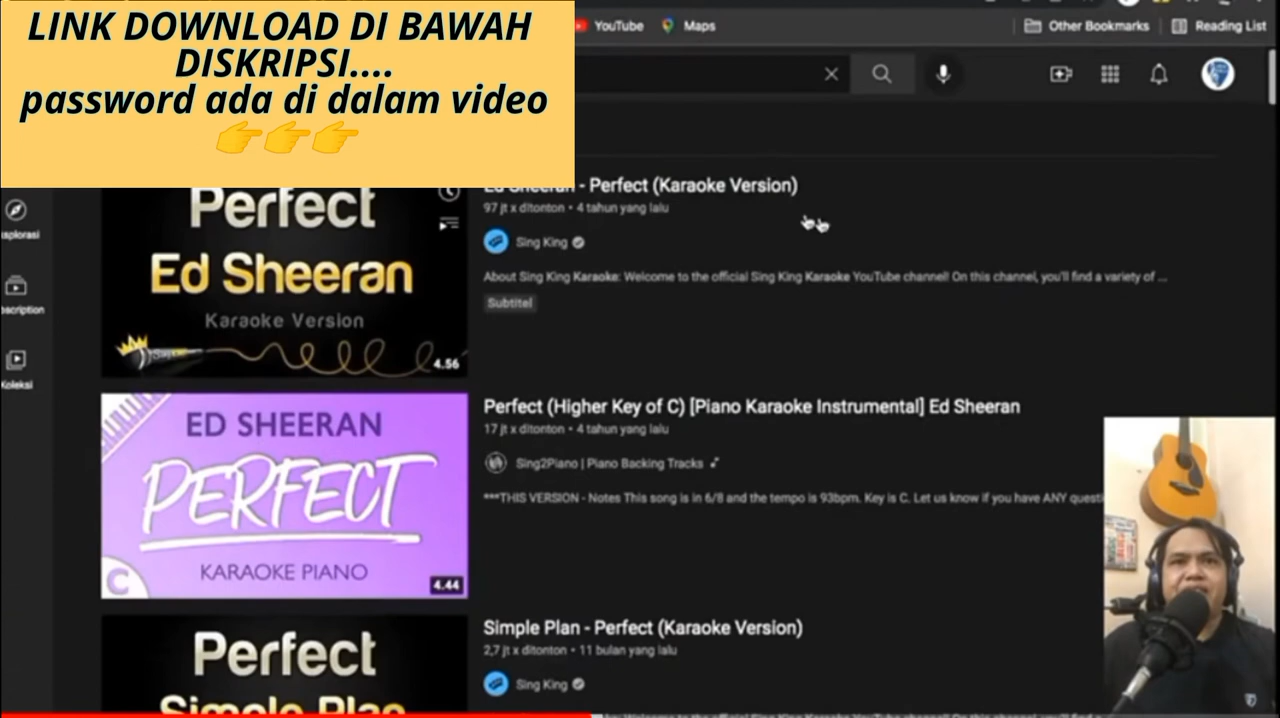 LINK DOWNLOAD DI BAWAH
DISKRIPSI....
password ada di dalam video
YouTube
Maps
Other Bookmarks
Reading List
- Perfect (Karaoke Version)
97 jt x ditonton • 4 tahun yang lalu
Sing King
About Sing King Karaoke: Welcome to the official Sing King Karaoke YouTube channel! On this channel, you'll find a variety of ...
Subtitel
Perfect
Ed Sheeran
Karaoke Version
4.56
splorasi
scription
Koleksi
ED SHEERAN
PERFECT
KARAOKE PIANO
C
4.44
Perfect (Higher Key of C) [Piano Karaoke Instrumental] Ed Sheeran
17 jt x ditonton • 4 tahun yang lalu
Sing2Piano | Piano Backing Tracks
***THIS VERSION - Notes This song is in 6/8 and the tempo is 93bpm. Key is C. Let us know if you have ANY questi
Perfect
Simple Plan
Simple Plan - Perfect (Karaoke Version)
2,7 jt x ditonton • 11 bulan yang lalu
Sing King